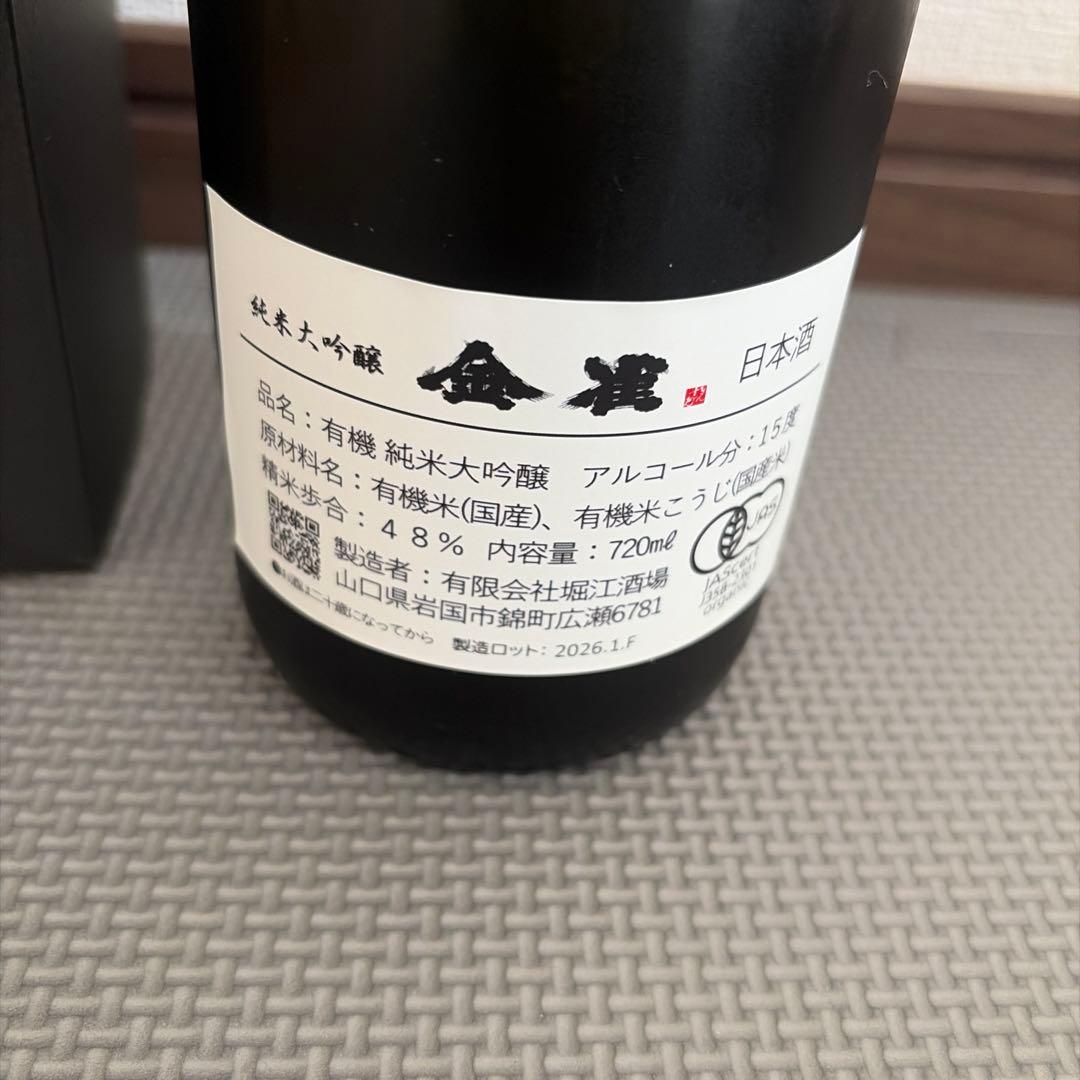 純米大吟醸 金雀 日本酒
品名：有機 純米大吟醸 アルコール分：15度
原材料名：有機米(国産)、有機米こうじ(国産米)
精米歩合：48% 内容量：720㎖
製造者：有限会社堀江酒場
山口県岩国市錦町広瀬6781
お酒は二十歳になってから 製造ロット：2026.1.F
JAS
JAScert
organic